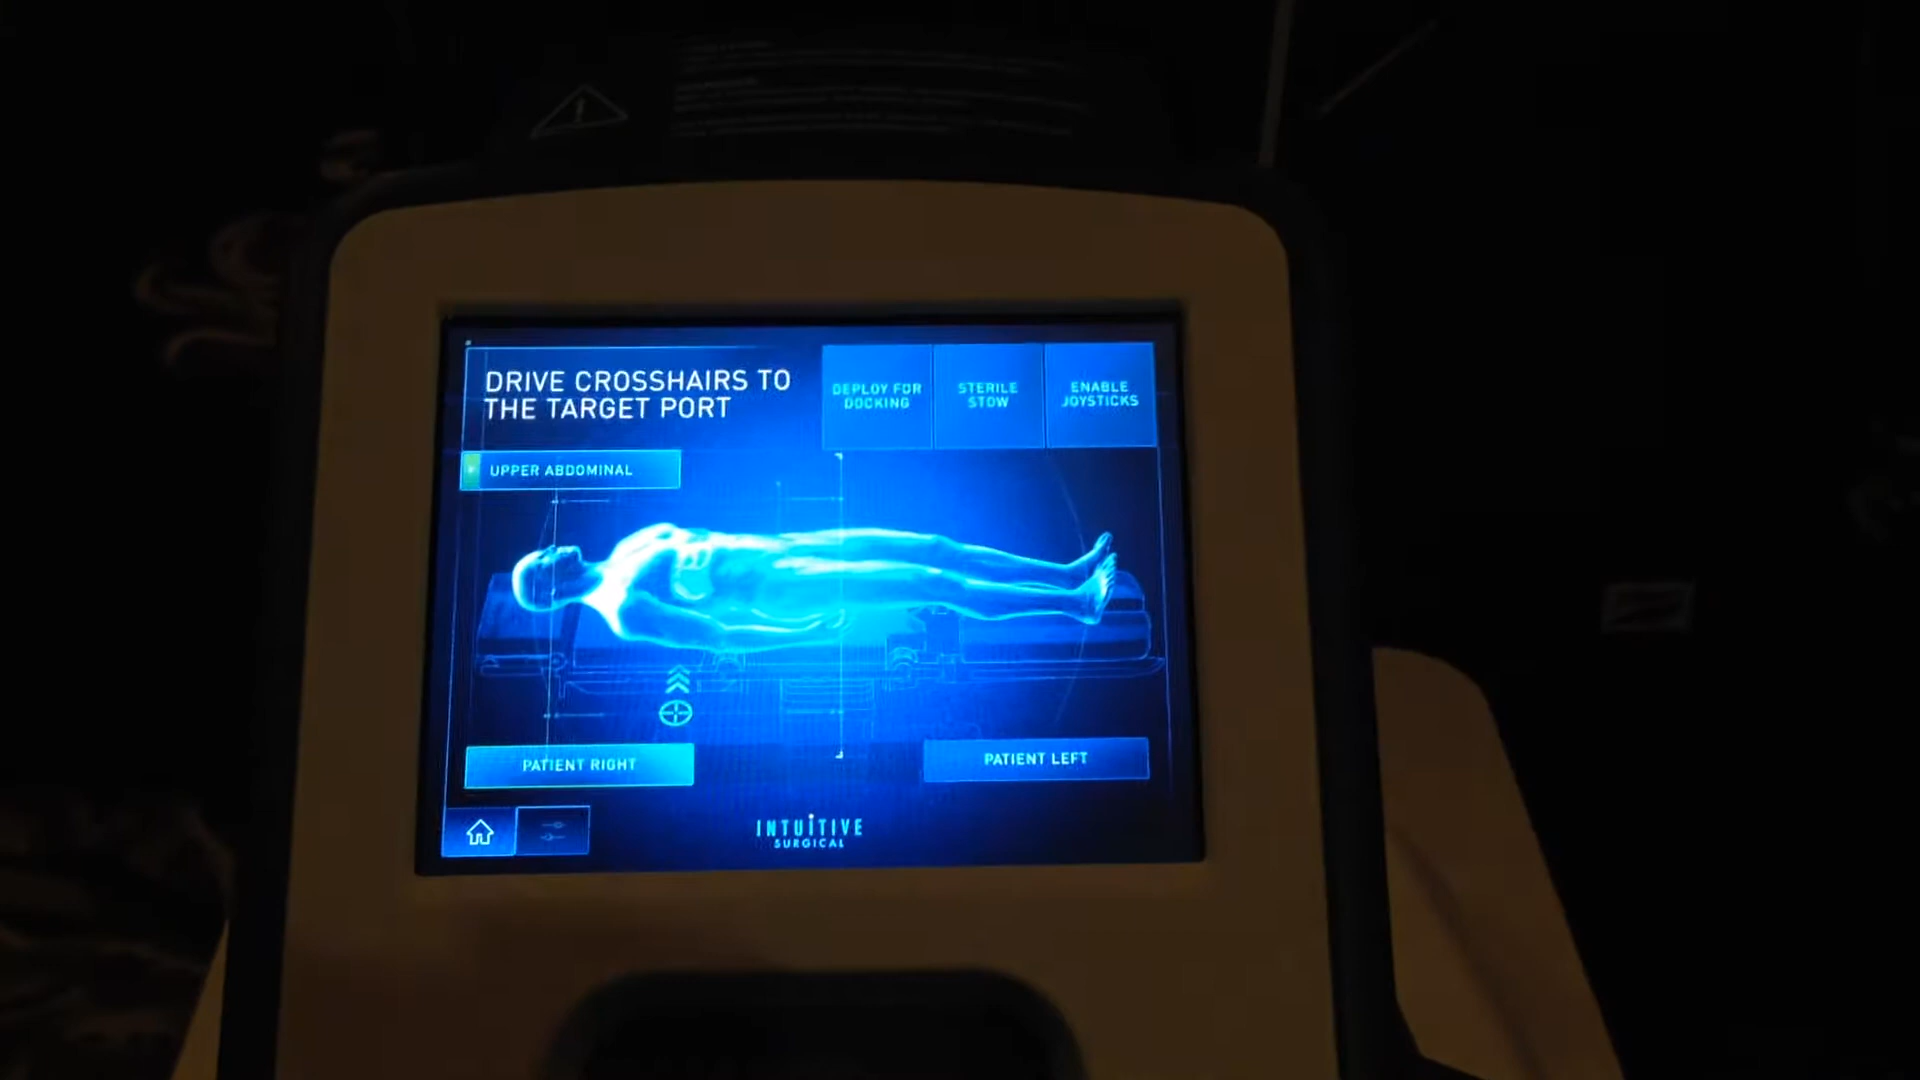 DRIVE CROSSHAIRS TO
THE TARGET PORT
DEPLOY FOR
DOCKING
STERILE
STOW
ENABLE
JOYSTICKS
UPPER ABDOMINAL
PATIENT RIGHT
PATIENT LEFT
INTUITIVE
SURGICAL